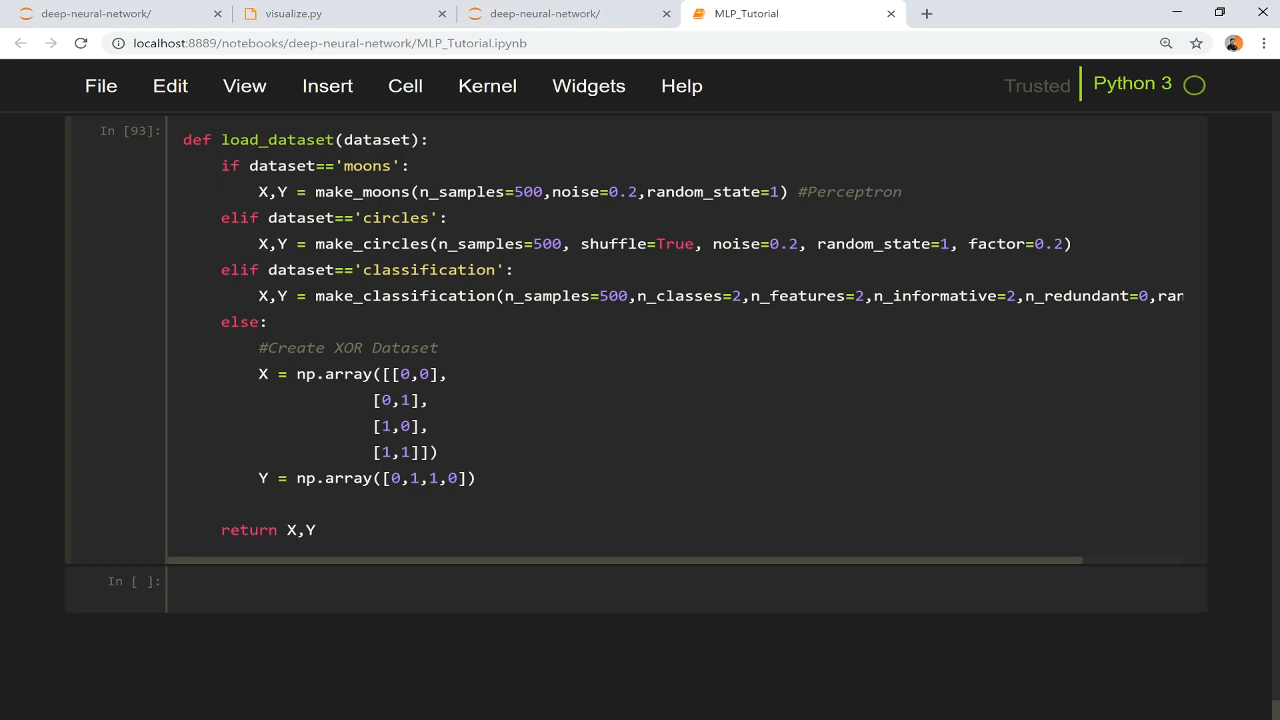 deep-neural-network/
visualize.py
deep-neural-network/
MLP_Tutorial
localhost:8889/notebooks/deep-neural-network/MLP_Tutorial.ipynb
File Edit View Insert Cell Kernel Widgets Help Trusted Python 3
In [93]:
def load_dataset(dataset):
    if dataset=='moons':
        X,Y = make_moons(n_samples=500,noise=0.2,random_state=1) #Perceptron
    elif dataset=='circles':
        X,Y = make_circles(n_samples=500, shuffle=True, noise=0.2, random_state=1, factor=0.2)
    elif dataset=='classification':
        X,Y = make_classification(n_samples=500,n_classes=2,n_features=2,n_informative=2,n_redundant=0,ran
    else:
        #Create XOR Dataset
        X = np.array([[0,0],
                    [0,1],
                    [1,0],
                    [1,1]])
        Y = np.array([0,1,1,0])
    return X,Y
In [ ]: